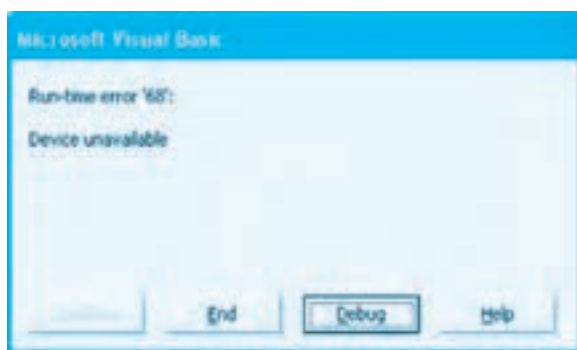 Microsoft Visual Basic
Run-time error '68':
Device unavailable
End Debug Help